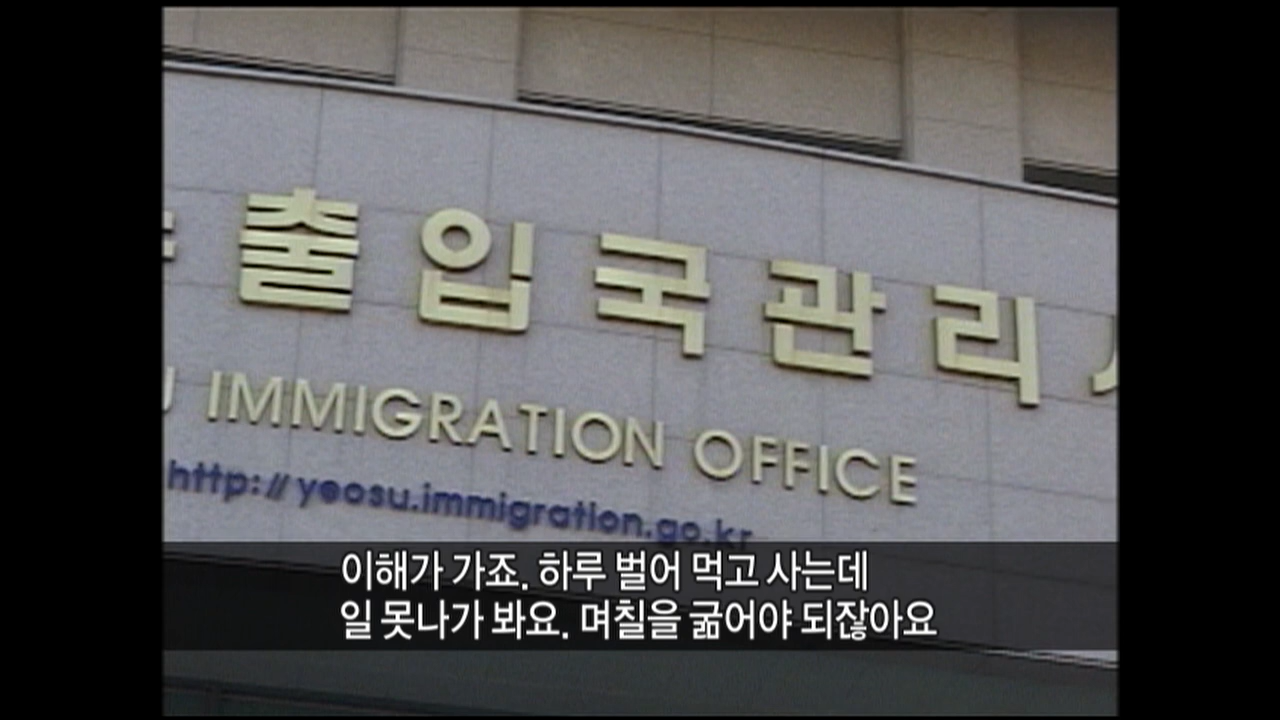 출입국관리
IMMIGRATION OFFICE
http://yeosu.immigration.go.kr
이해가 가죠. 하루 벌어 먹고 사는데
일 못나가 봐요. 며칠을 굶어야 되잖아요